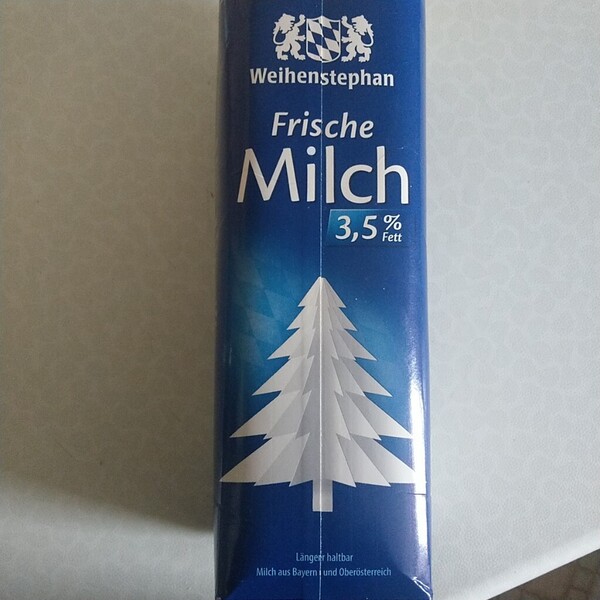 Weihenstephan
Frische
Milch
3,5 %
Fett
Länger haltbar
Milch aus Bayern und Oberösterreich